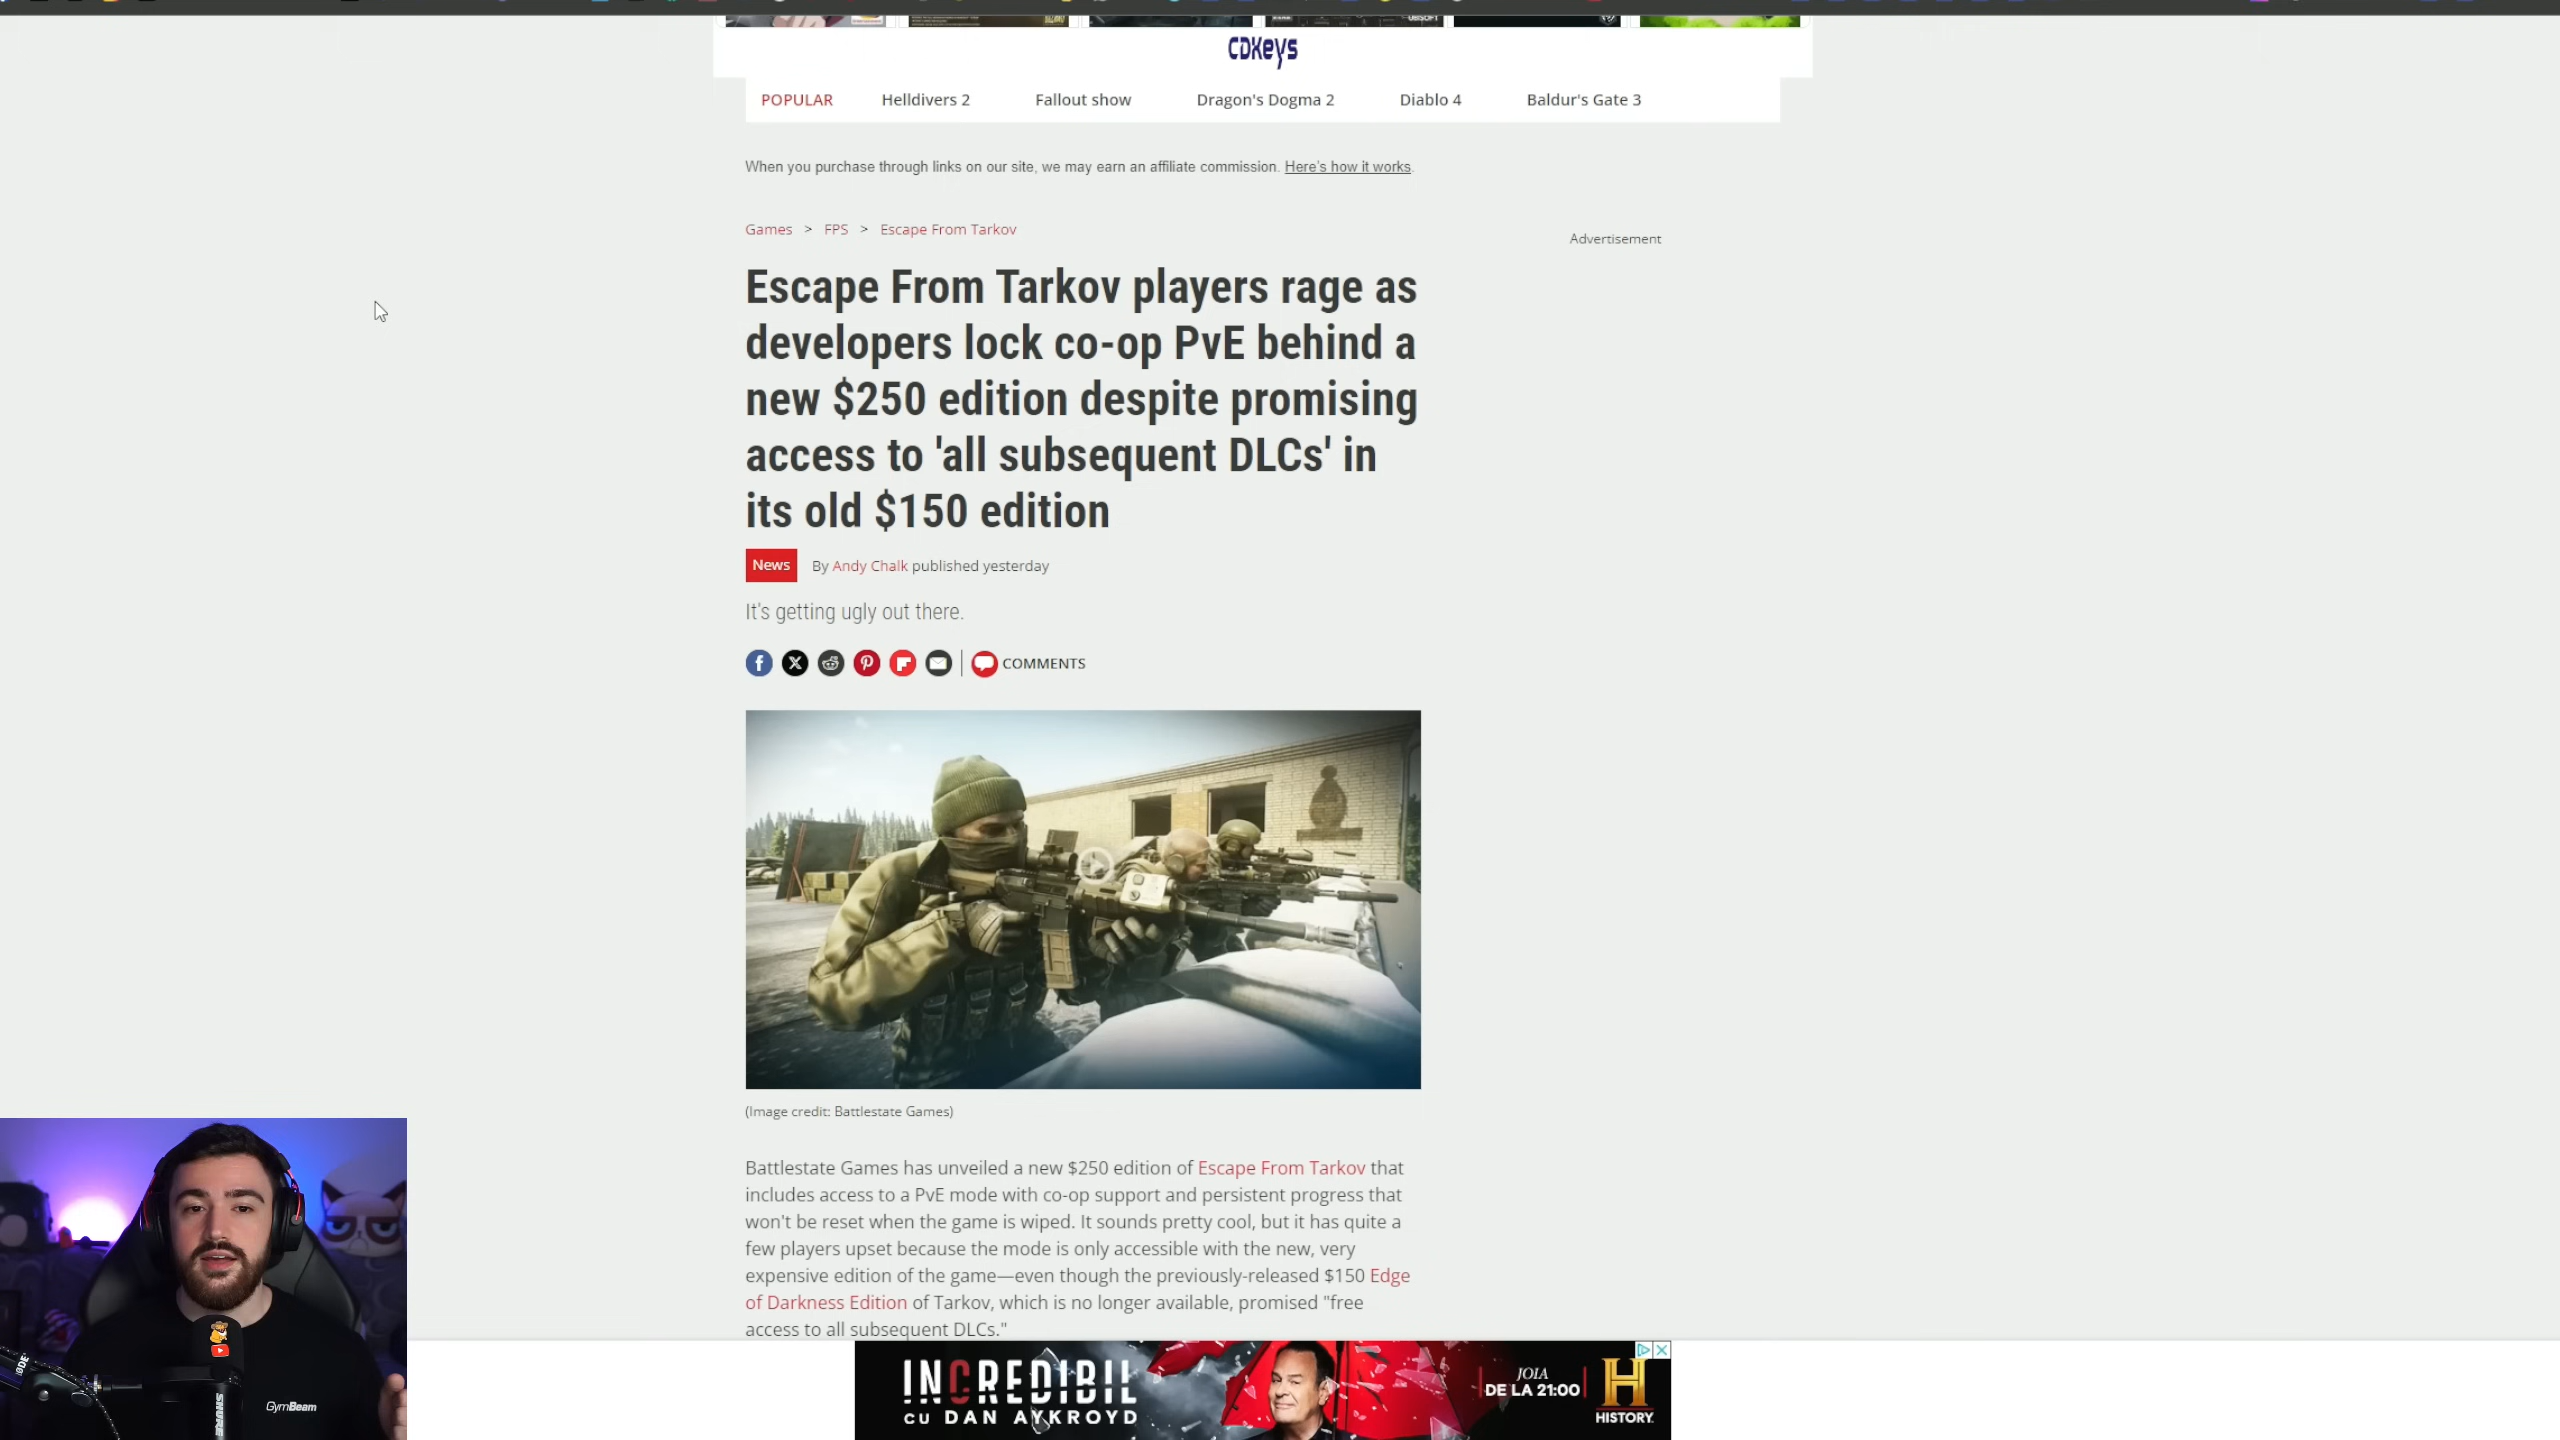 UBISOFT
CDKeys
POPULAR Helldivers 2 Fallout show Dragon's Dogma 2 Diablo 4 Baldur's Gate 3
When you purchase through links on our site, we may earn an affiliate commission. Here's how it works.
Games > FPS > Escape From Tarkov
Advertisement
Escape From Tarkov players rage as
developers lock co-op PvE behind a
new $250 edition despite promising
access to 'all subsequent DLCs' in
its old $150 edition
News By Andy Chalk published yesterday
It's getting ugly out there.
COMMENTS
(Image credit: Battlestate Games)
Battlestate Games has unveiled a new $250 edition of Escape From Tarkov that
includes access to a PvE mode with co-op support and persistent progress that
won't be reset when the game is wiped. It sounds pretty cool, but it has quite a
few players upset because the mode is only accessible with the new, very
expensive edition of the game—even though the previously-released $150 Edge
of Darkness Edition of Tarkov, which is no longer available, promised "free
access to all subsequent DLCs."
INCREDIBIL
CU DAN AYKROYD
JOIA
DE LA 21:00
HISTORY
RØDE
SHURE
GymBeam